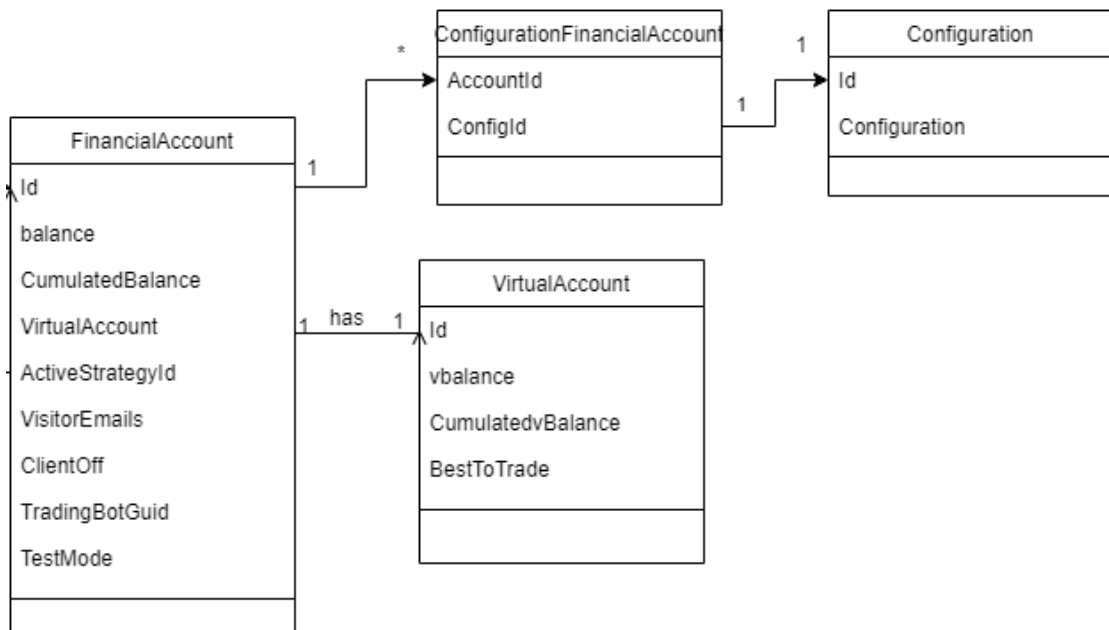 ConfigurationFinancialAccount
AccountId
ConfigId
Configuration
Id
Configuration
*
1
1
1
FinancialAccount
Id
balance
CumulatedBalance
VirtualAccount
ActiveStrategyId
VisitorEmails
ClientOff
TradingBotGuid
TestMode
1 has 1
VirtualAccount
Id
vbalance
CumulatedvBalance
BestToTrade